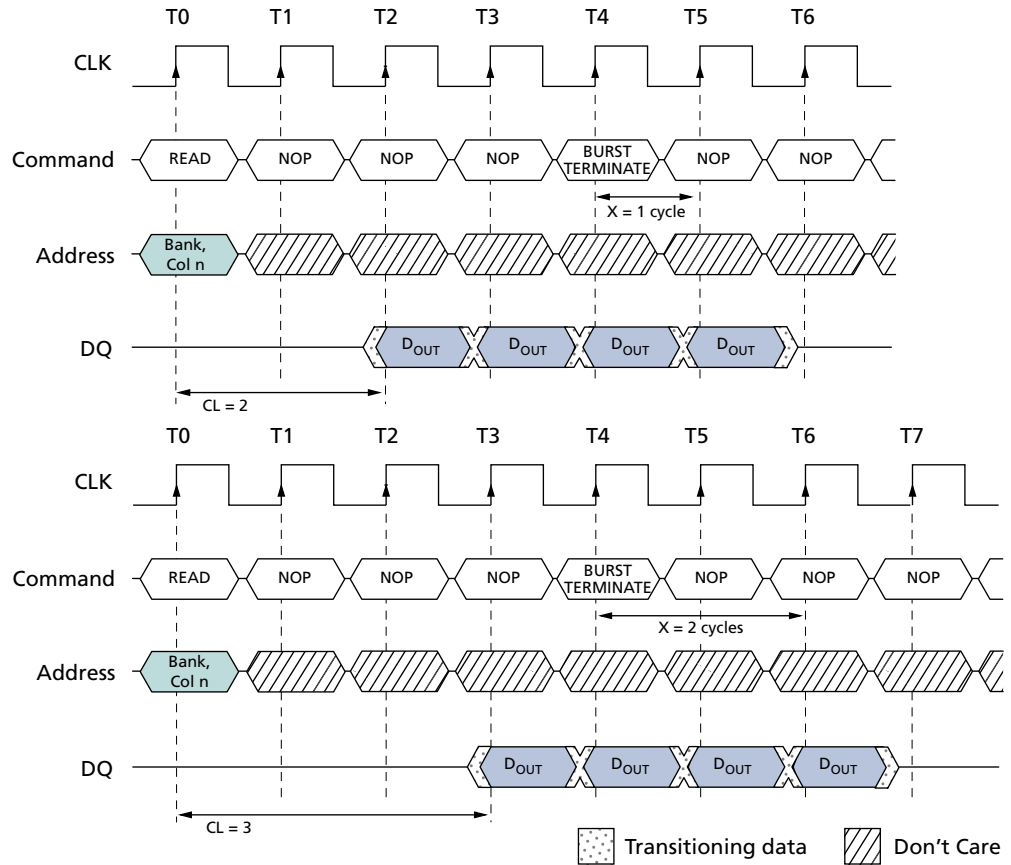 T0 T1 T2 T3 T4 T5 T6
CLK
Command READ NOP NOP NOP BURST TERMINATE NOP NOP
X = 1 cycle
Address Bank, Col n
DQ DOUT DOUT DOUT DOUT
CL = 2
T0 T1 T2 T3 T4 T5 T6 T7
CLK
Command READ NOP NOP NOP BURST TERMINATE NOP NOP NOP
X = 2 cycles
Address Bank, Col n
DQ DOUT DOUT DOUT DOUT
CL = 3
Transitioning data Don't Care